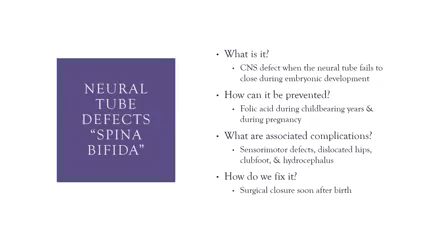 NEURAL
TUBE
DEFECTS
“SPINA
BIFIDA”
• What is it?
• CNS defect when the neural tube fails to
close during embryonic development
• How can it be prevented?
• Folic acid during childbearing years &
during pregnancy
• What are associated complications?
• Sensorimotor defects, dislocated hips,
clubfoot, & hydrocephalus
• How do we fix it?
• Surgical closure soon after birth